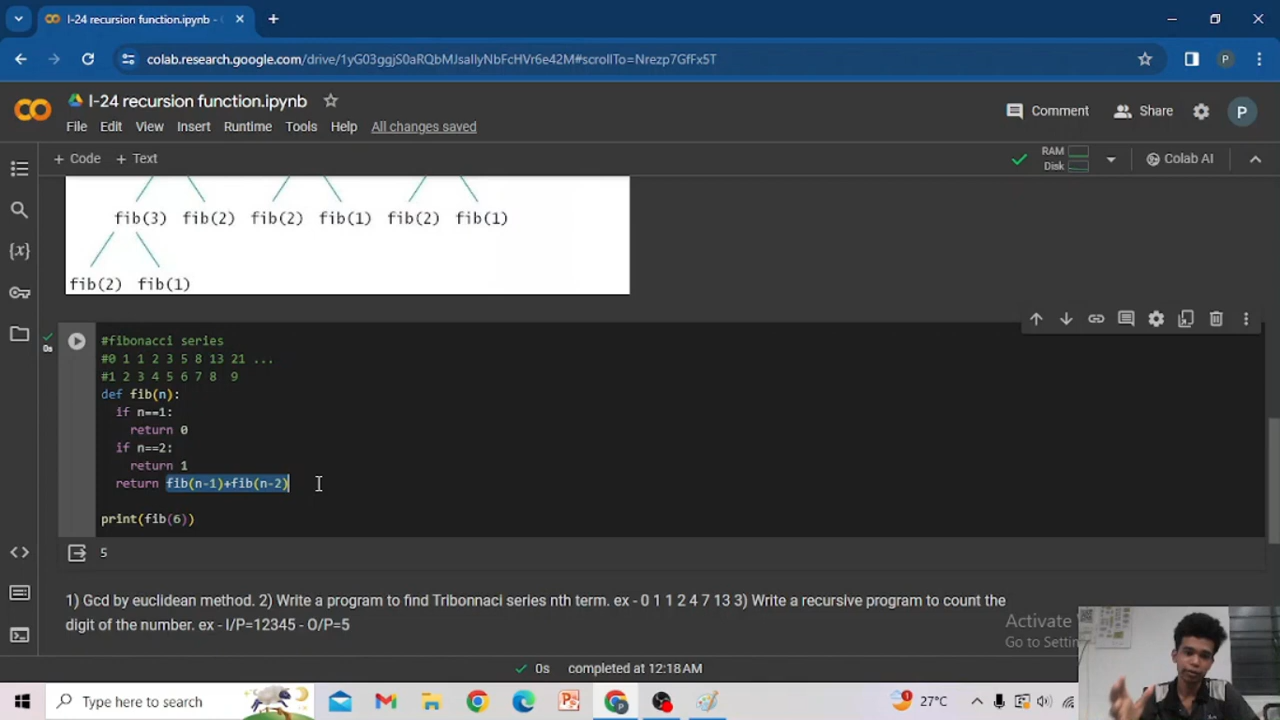 I-24 recursion function.ipynb -
colab.research.google.com/drive/1yG03ggjS0aRQbMJsaIIyNbFcHVr6e42M#scrollTo=Nrezp7GfFx5T
P
I-24 recursion function.ipynb
Comment
Share
P
File Edit View Insert Runtime Tools Help All changes saved
+ Code + Text
RAM
Disk
Colab AI
fib(3) fib(2) fib(2) fib(1) fib(2) fib(1)
fib(2) fib(1)
0s
#fibonacci series
#0 1 1 2 3 5 8 13 21 ...
#1 2 3 4 5 6 7 8 9
def fib(n):
if n==1:
return 0
if n==2:
return 1
return fib(n-1)+fib(n-2)
print(fib(6))
5
1) Gcd by euclidean method. 2) Write a program to find Tribonnaci series nth term. ex - 0 1 1 2 4 7 13 3) Write a recursive program to count the
digit of the number. ex - I/P=12345 - O/P=5
Activate
Go to
0s completed at 12:18 AM
Type here to search
27°C